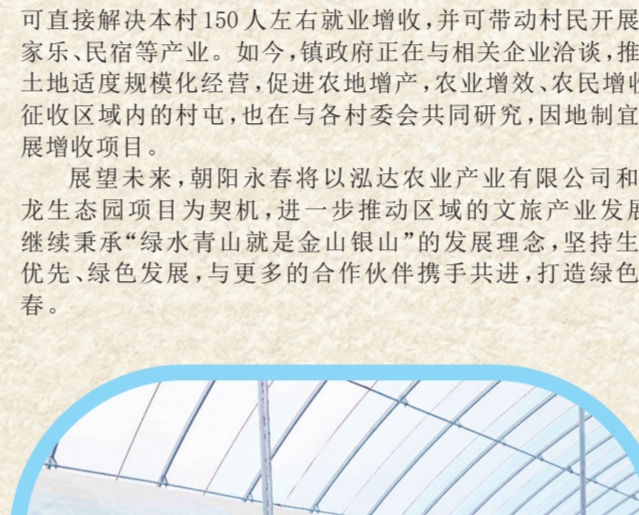 可直接解决本村150人左右就业增收,并可带动村民开展
家乐、民宿等产业。如今,镇政府正在与相关企业洽谈,推
土地适度规模化经营,促进农地增产,农业增效、农民增收
征收区域内的村屯,也在与各村委会共同研究,因地制宜
展增收项目。
展望未来,朝阳永春将以泓达农业产业有限公司和
龙生态园项目为契机,进一步推动区域的文旅产业发展
继续秉承“绿水青山就是金山银山”的发展理念,坚持生
优先、绿色发展,与更多的合作伙伴携手共进,打造绿色
春。